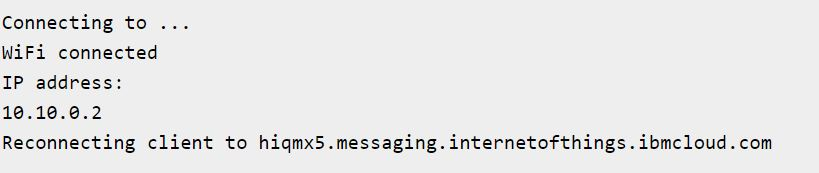 Connecting to ...
WiFi connected
IP address:
10.10.0.2
Reconnecting client to hiqmx5.messaging.internetofthings.ibmcloud.com